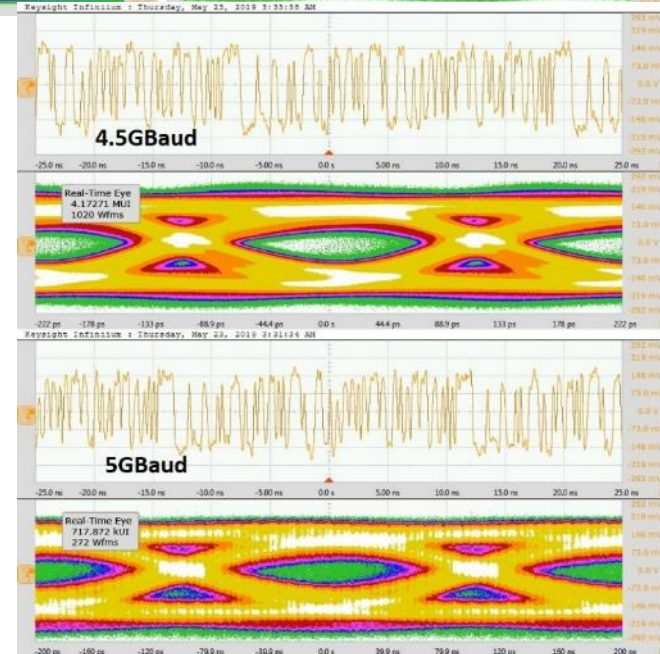 Keysight Infiniium : Thursday, May 23, 2019 3:33:35 AM
4.5GBaud
-25.0 ns -20.0 ns -15.0 ns -10.0 ns -5.00 ns 0.0 s 5.00 ns 10.0 ns 15.0 ns 20.0 ns 25.0 ns
Real-Time Eye
4.17271 MUI
1020 Wfms
-222 ps -178 ps -133 ps -88.9 ps -44.4 ps 0.0 s 44.4 ps 88.9 ps 133 ps 178 ps 222 ps
Keysight Infiniium : Thursday, May 23, 2019 3:31:34 AM
5GBaud
-25.0 ns -20.0 ns -15.0 ns -10.0 ns -5.00 ns 0.0 s 5.00 ns 10.0 ns 15.0 ns 20.0 ns 25.0 ns
Real-Time Eye
717.872 kUI
272 Wfms
-200 ps -160 ps -120 ps -79.9 ps -39.9 ps 0.0 s 39.9 ps 79.9 ps 120 ps 160 ps 200 ps